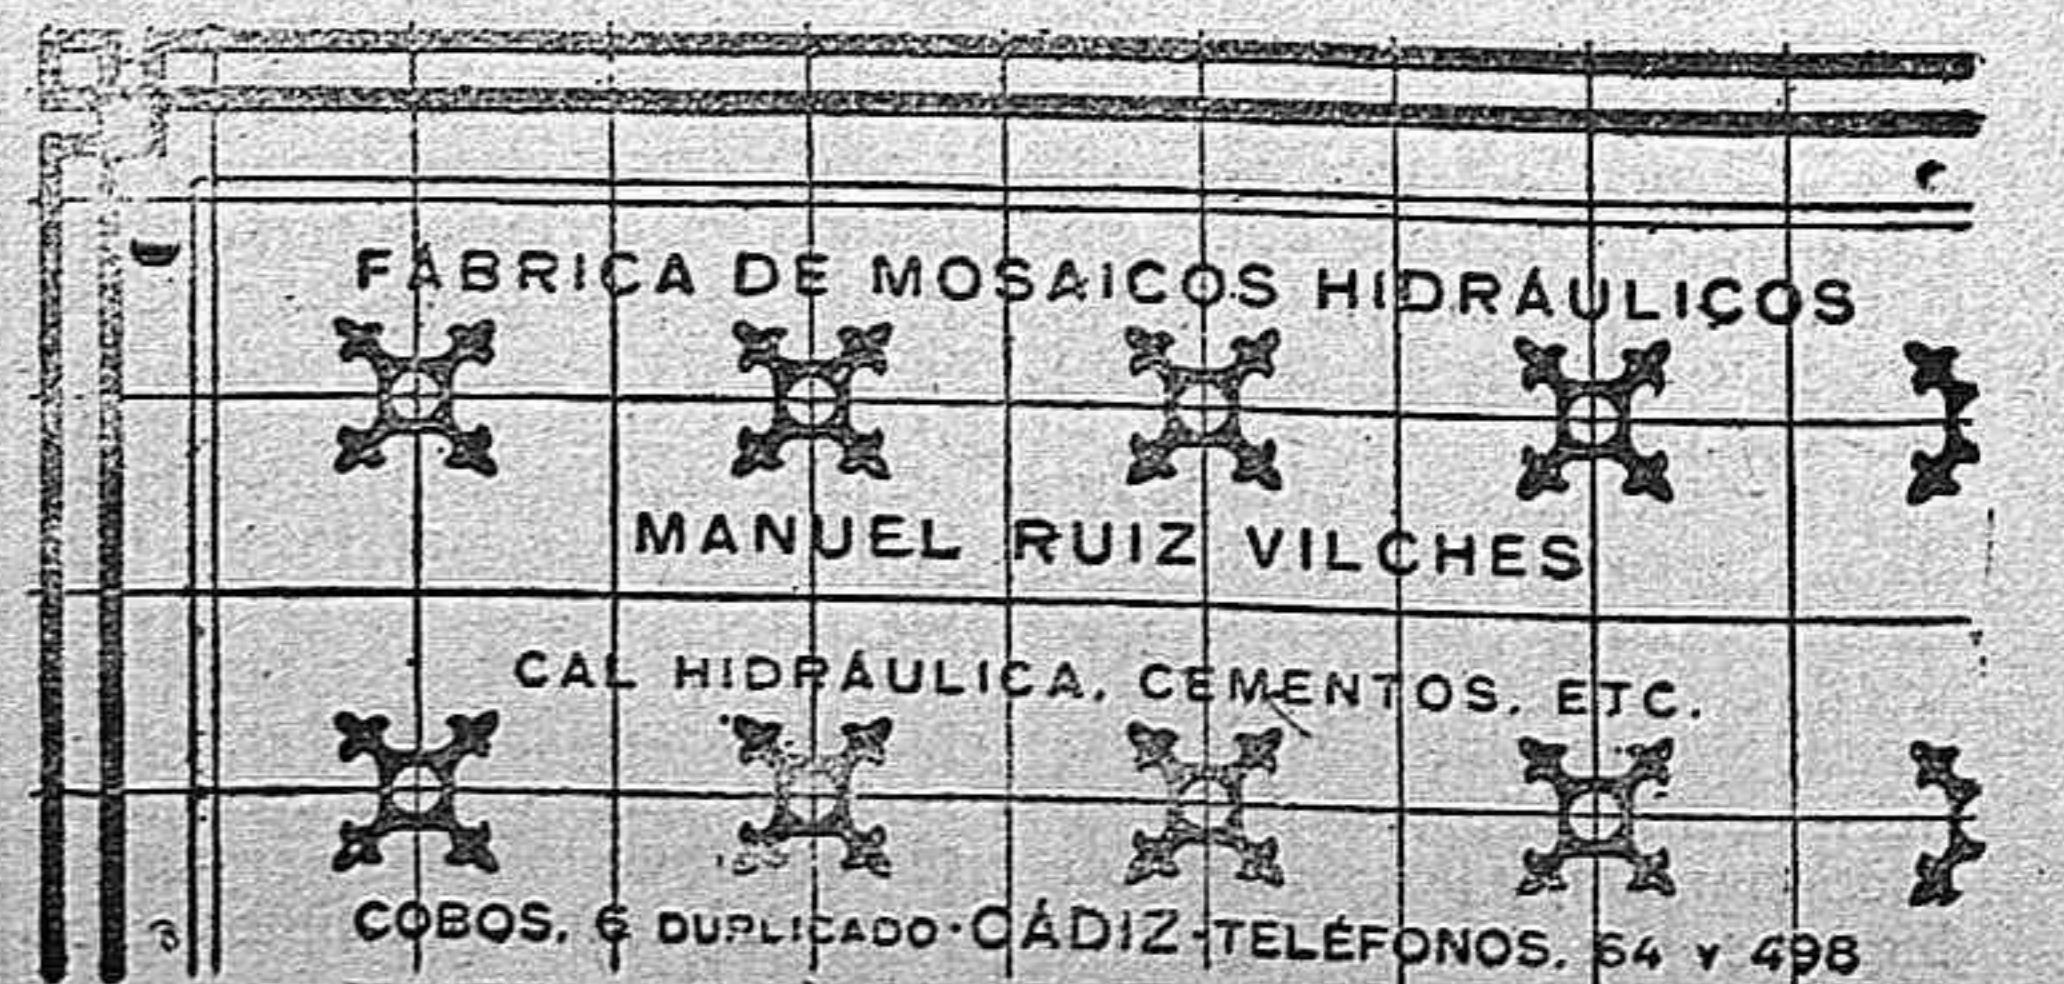 FÁBRICA DE MOSAICOS HIDRÁULICOS
MANUEL RUIZ VILCHES
CAL HIDRÁULICA, CEMENTOS, ETC.
COBOS, 6 DUPLICADO·CÁDIZ·TELÉFONOS, 64 Y 498